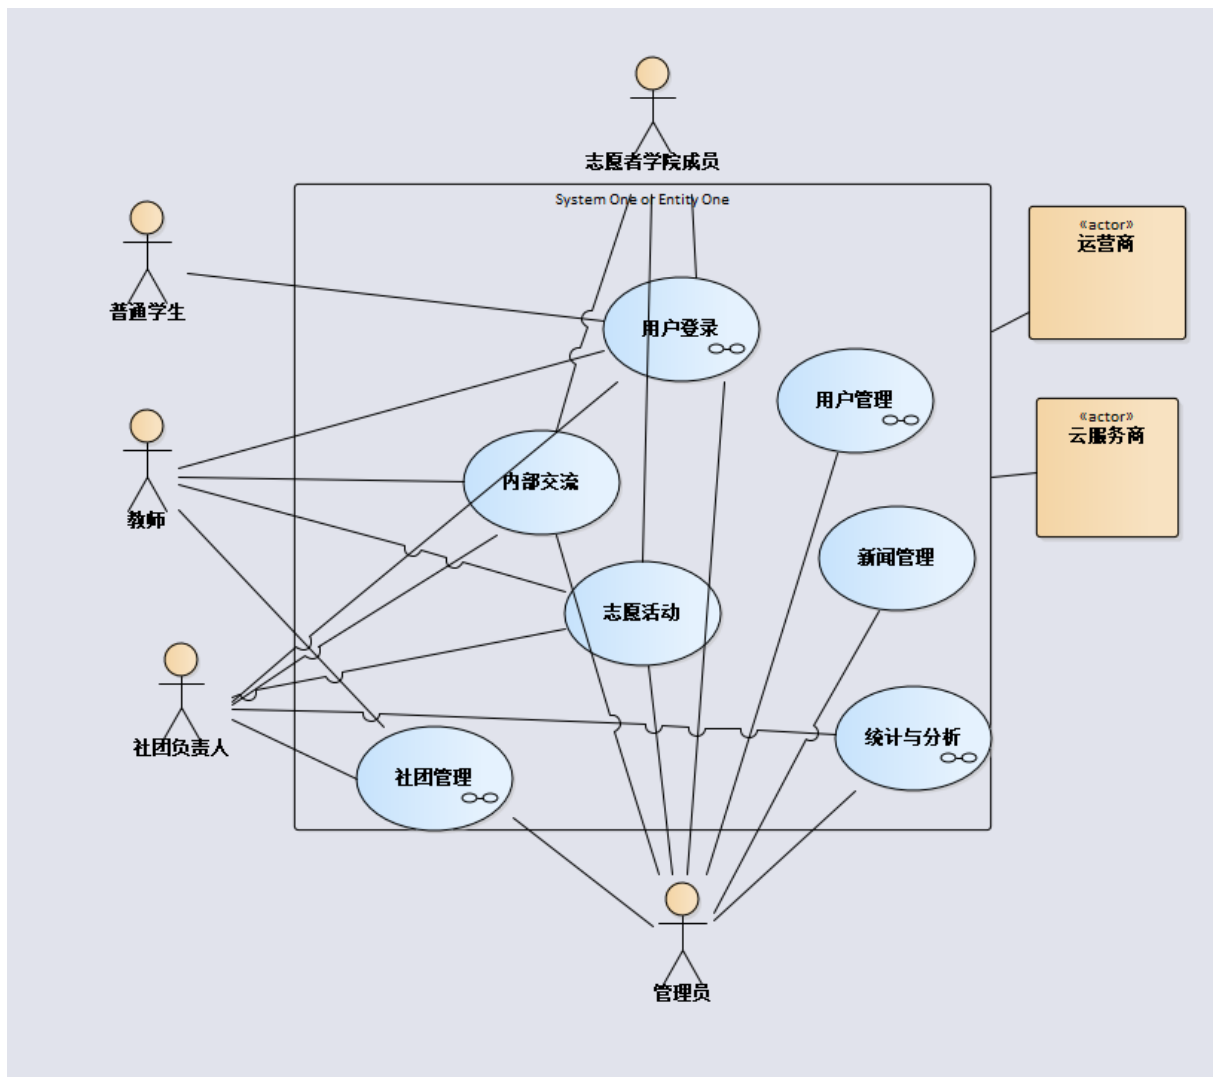 志愿者学院成员
System One or Entity One
普通学生
«actor»
运营商
用户登录
用户管理
«actor»
云服务商
教师
内部交流
新闻管理
志愿活动
社团负责人
统计与分析
社团管理
管理员